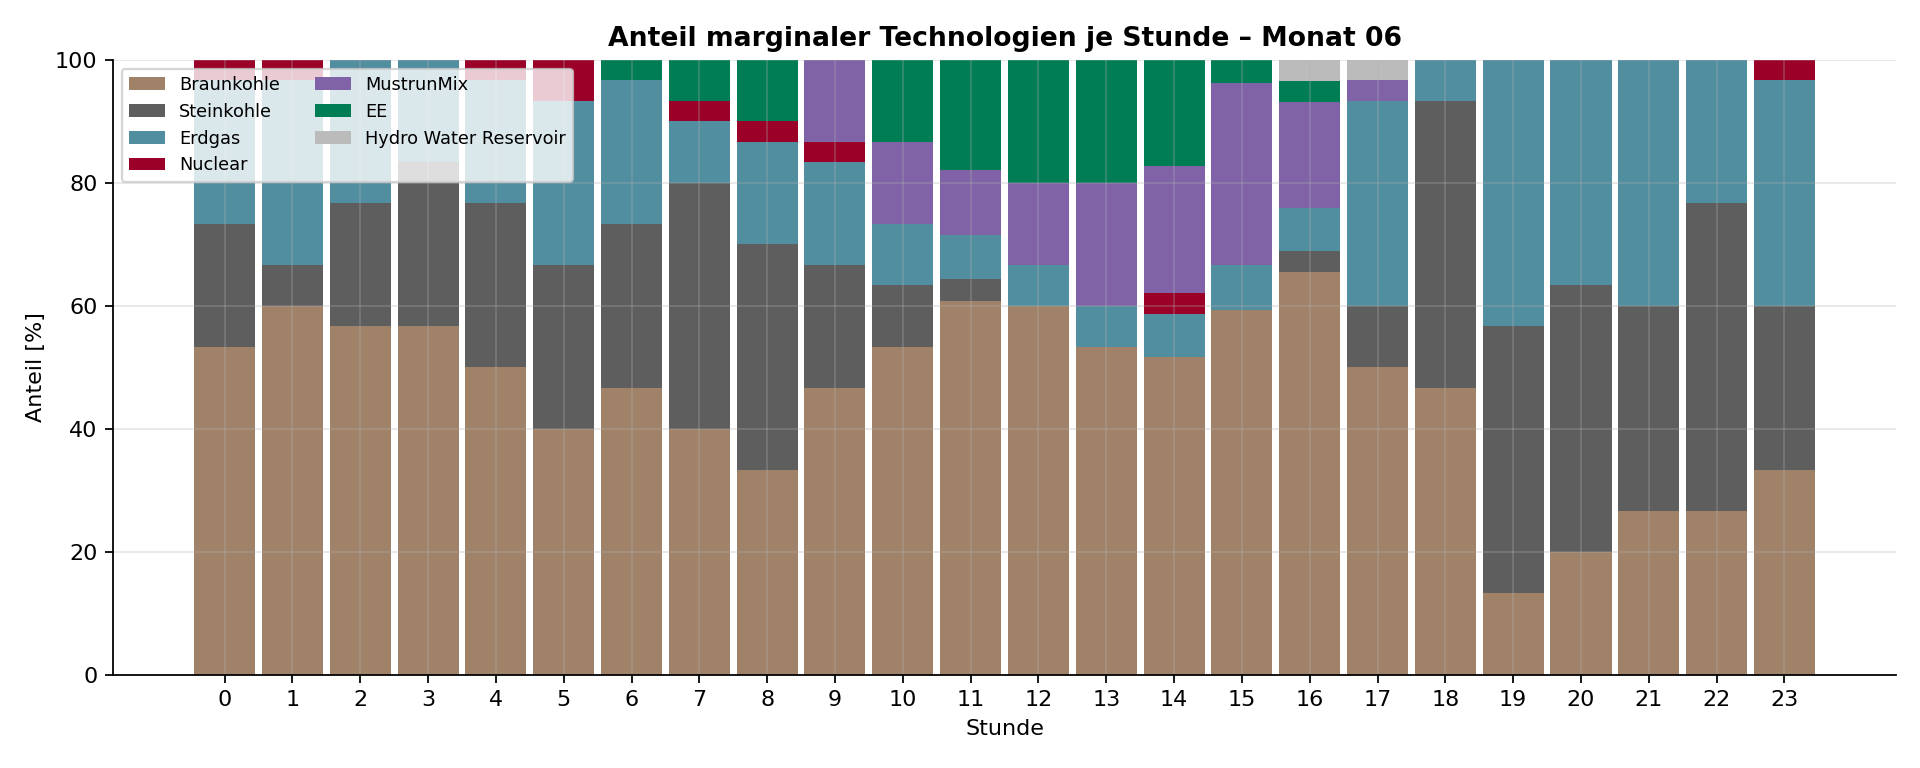 Anteil marginaler Technologien je Stunde – Monat 06
Anteil [%]
100
80
60
40
20
0
Braunkohle
Steinkohle
Erdgas
Nuclear
MustrunMix
EE
Hydro Water Reservoir
0 1 2 3 4 5 6 7 8 9 10 11 12 13 14 15 16 17 18 19 20 21 22 23
Stunde